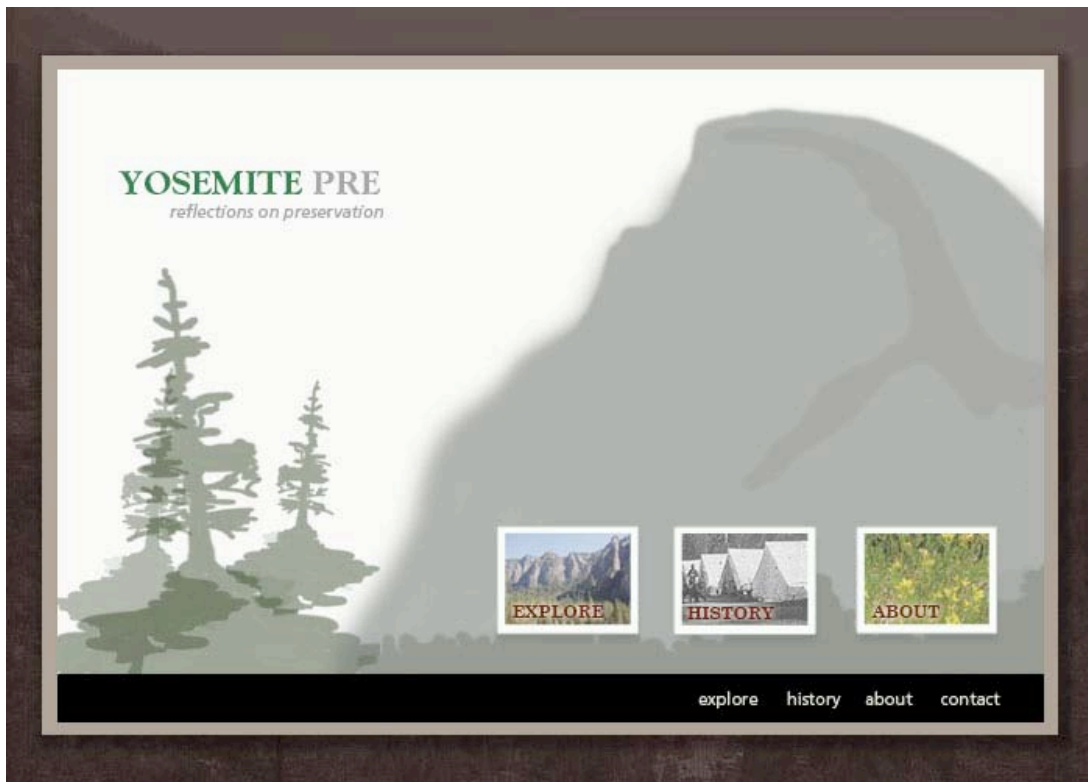 YOSEMITE PRE
reflections on preservation
EXPLORE
HISTORY
ABOUT
explore
history
about
contact